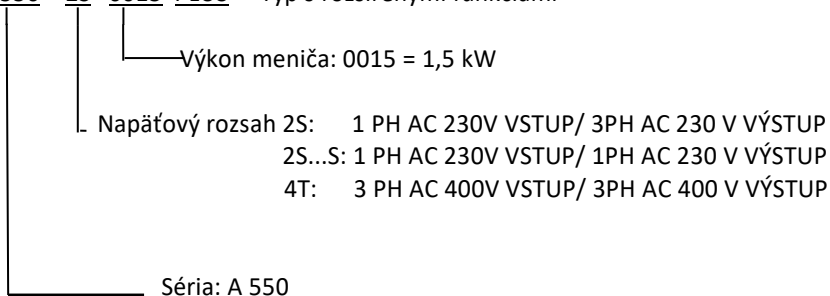 Výkon meniča: 0015 = 1,5 kW
Napäťový rozsah 2S: 1 PH AC 230V VSTUP/ 3PH AC 230 V VÝSTUP
2S...S: 1 PH AC 230V VSTUP/ 1PH AC 230 V VÝSTUP
4T: 3 PH AC 400V VSTUP/ 3PH AC 400 V VÝSTUP
Séria: A 550